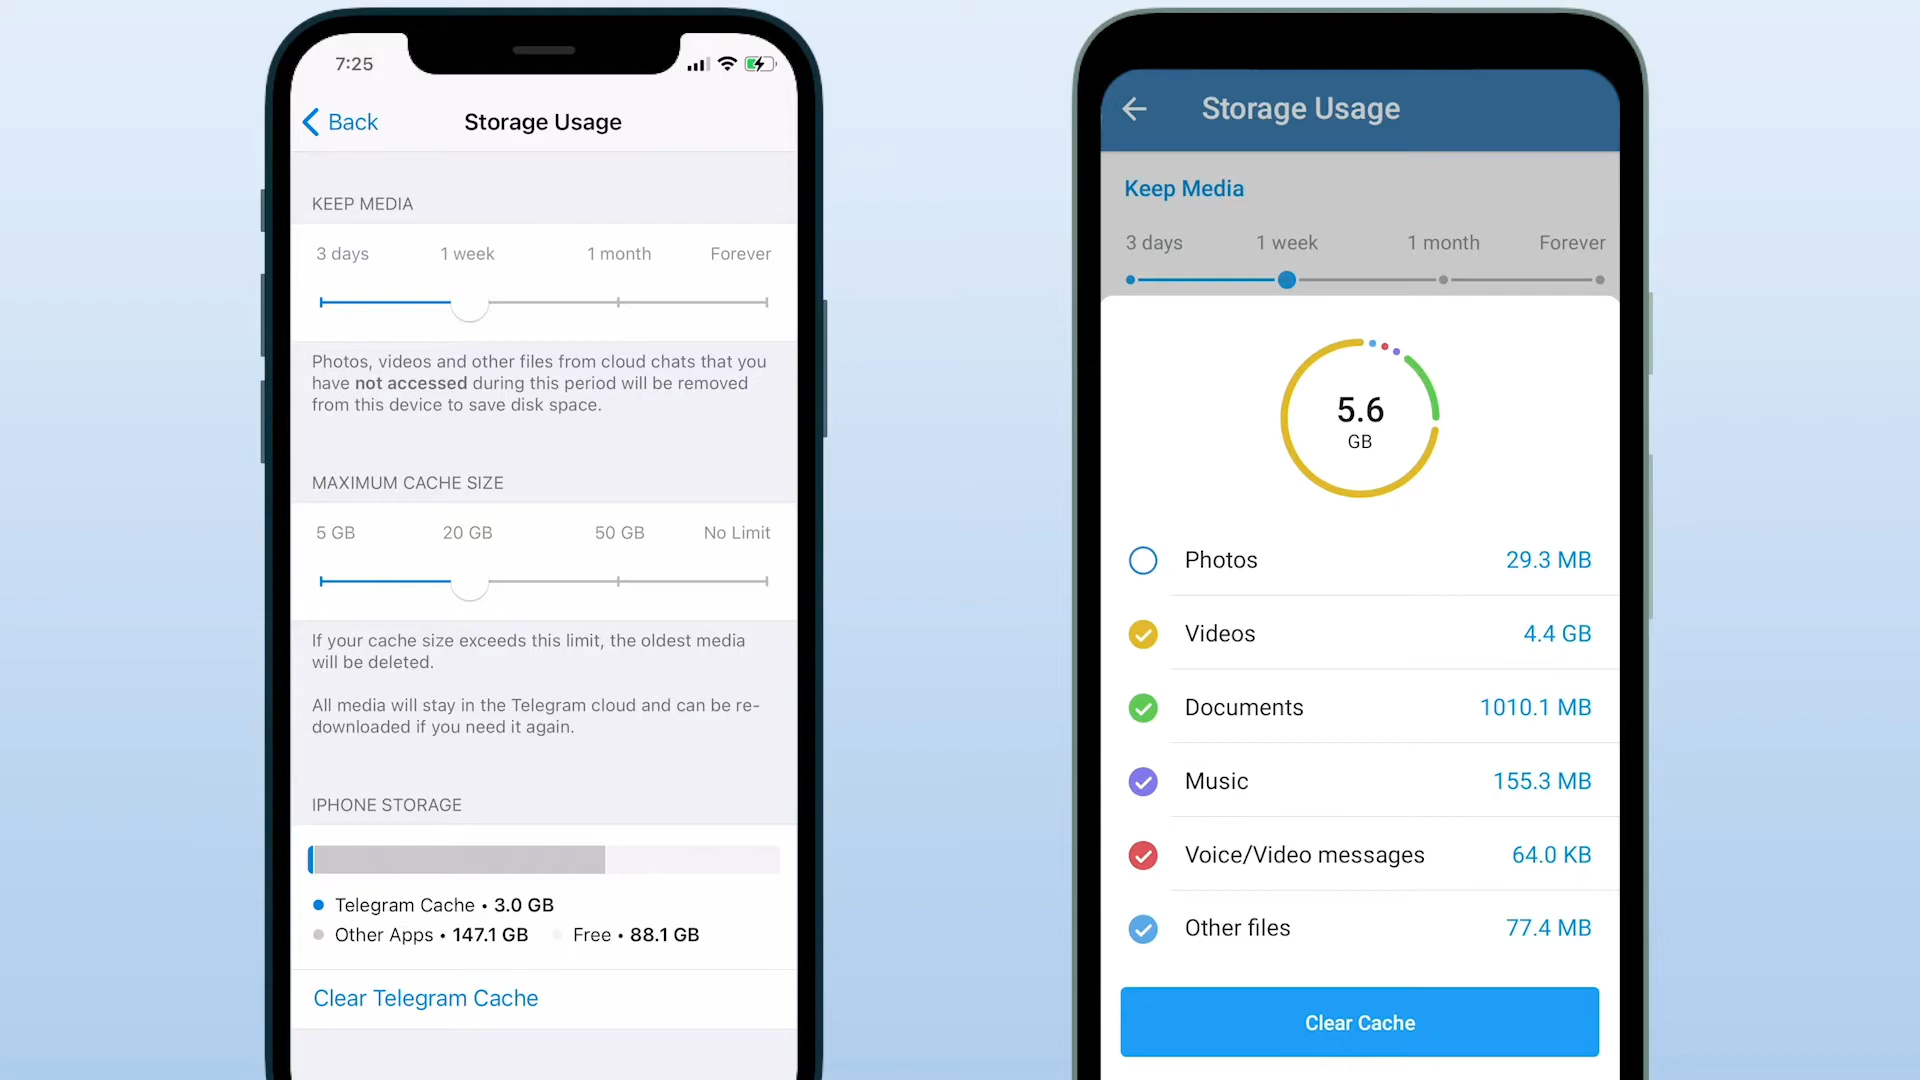 7:25
Back
Storage Usage
KEEP MEDIA
3 days 1 week 1 month Forever
Photos, videos and other files from cloud chats that you
have not accessed during this period will be removed
from this device to save disk space.
MAXIMUM CACHE SIZE
5 GB 20 GB 50 GB No Limit
If your cache size exceeds this limit, the oldest media
will be deleted.
All media will stay in the Telegram cloud and can be re-
downloaded if you need it again.
IPHONE STORAGE
Telegram Cache • 3.0 GB
Other Apps • 147.1 GB Free • 88.1 GB
Clear Telegram Cache
Storage Usage
Keep Media
3 days 1 week 1 month Forever
5.6
GB
Photos 29.3 MB
Videos 4.4 GB
Documents 1010.1 MB
Music 155.3 MB
Voice/Video messages 64.0 KB
Other files 77.4 MB
Clear Cache